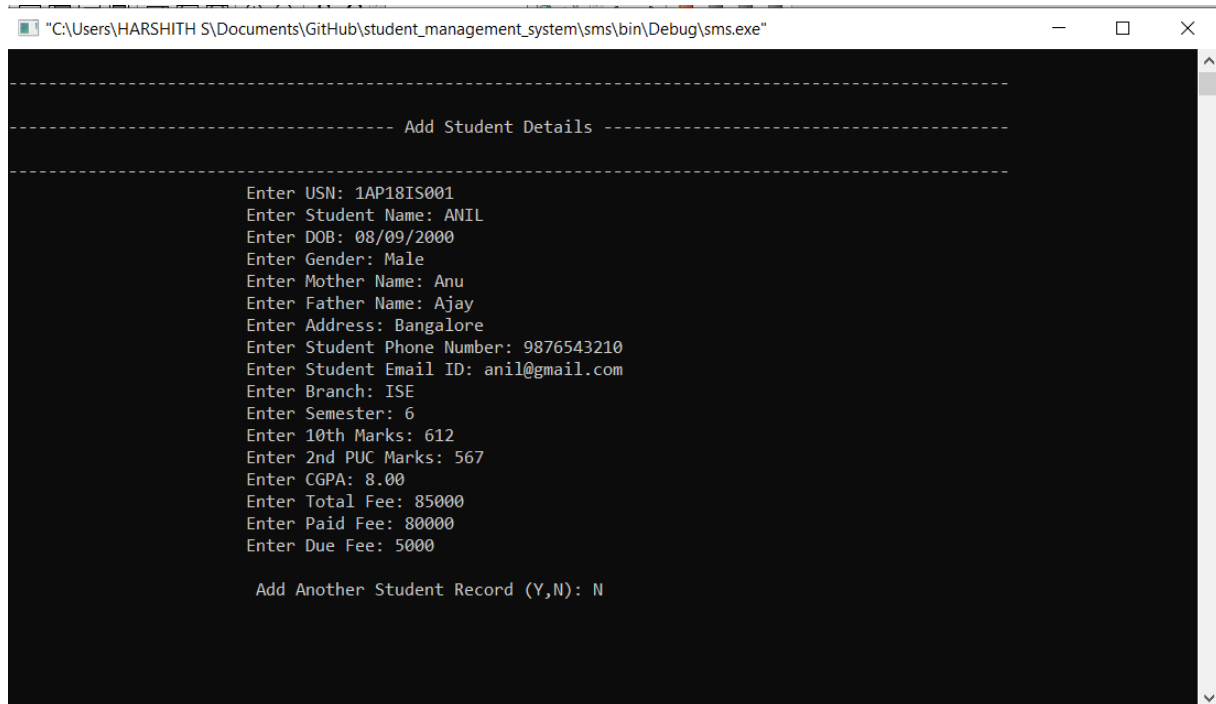 "C:\Users\HARSHITH S\Documents\GitHub\student_management_system\sms\bin\Debug\sms.exe"
----------------------------------------------------------------------------------------------------
--------------------------------------- Add Student Details -----------------------------------------
----------------------------------------------------------------------------------------------------
Enter USN: 1AP18IS001
Enter Student Name: ANIL
Enter DOB: 08/09/2000
Enter Gender: Male
Enter Mother Name: Anu
Enter Father Name: Ajay
Enter Address: Bangalore
Enter Student Phone Number: 9876543210
Enter Student Email ID: anil@gmail.com
Enter Branch: ISE
Enter Semester: 6
Enter 10th Marks: 612
Enter 2nd PUC Marks: 567
Enter CGPA: 8.00
Enter Total Fee: 85000
Enter Paid Fee: 80000
Enter Due Fee: 5000
Add Another Student Record (Y,N): N